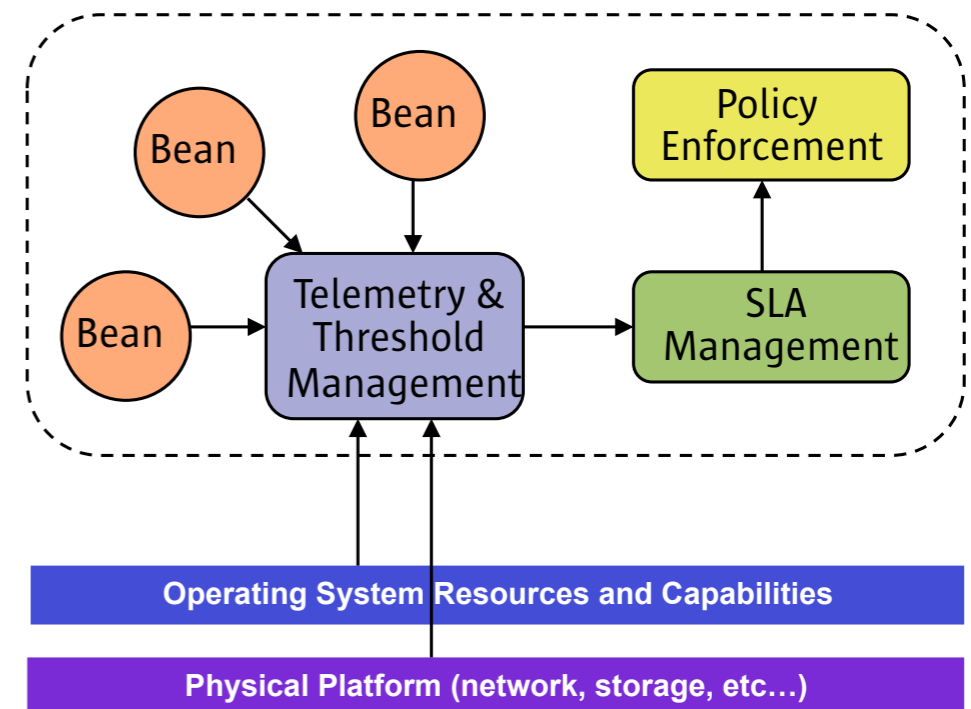 Bean
Bean
Policy
Enforcement
Bean
Telemetry &
Threshold
Management
SLA
Management
Operating System Resources and Capabilities
Physical Platform (network, storage, etc…)